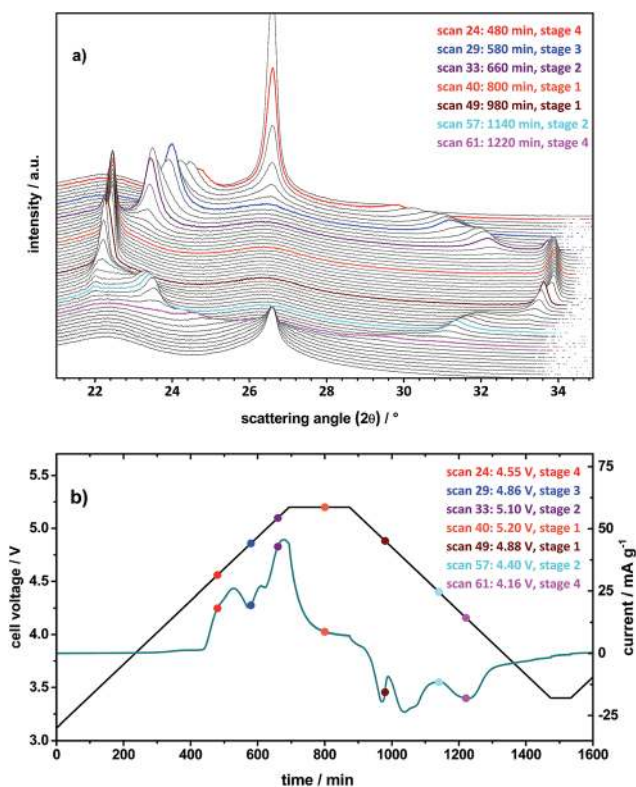 a)
scan 24: 480 min, stage 4
scan 29: 580 min, stage 3
scan 33: 660 min, stage 2
scan 40: 800 min, stage 1
scan 49: 980 min, stage 1
scan 57: 1140 min, stage 2
scan 61: 1220 min, stage 4
intensity / a.u.
22 24 26 28 30 32 34
scattering angle (2θ) / °
b)
scan 24: 4.55 V, stage 4
scan 29: 4.86 V, stage 3
scan 33: 5.10 V, stage 2
scan 40: 5.20 V, stage 1
scan 49: 4.88 V, stage 1
scan 57: 4.40 V, stage 2
scan 61: 4.16 V, stage 4
cell voltage / V
5.5
5.0
4.5
4.0
3.5
3.0
75
50
25
0
-25
current / mA g⁻¹
0 200 400 600 800 1000 1200 1400 1600
time / min